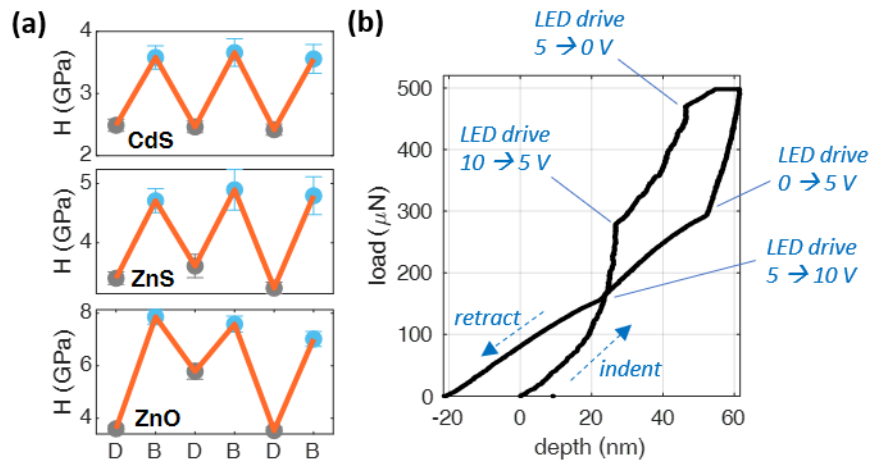 (a)
4
3
2
H (GPa)
CdS
5
4
H (GPa)
ZnS
8
6
4
H (GPa)
ZnO
D B D B D B
(b)
LED drive
5 → 0 V
LED drive
10 → 5 V
LED drive
0 → 5 V
LED drive
5 → 10 V
retract
indent
500
400
300
200
100
0
load (μN)
-20 0 20 40 60
depth (nm)